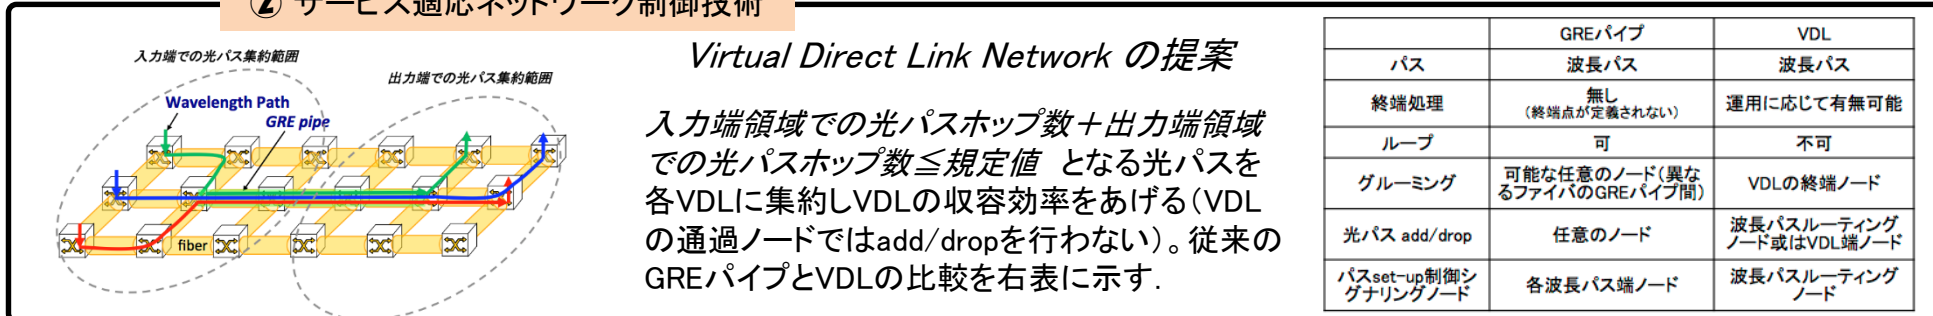 ② サービス適応ネットワーク制御技術
入力端での光パス集約範囲
出力端での光パス集約範囲
Wavelength Path
GRE pipe
fiber
Virtual Direct Link Network の提案
入力端領域での光パスホップ数＋出力端領域
での光パスホップ数≦規定値 となる光パスを
各VDLに集約しVDLの収容効率をあげる（VDL
の通過ノードではadd/dropを行わない）。従来の
GREパイプとVDLの比較を右表に示す.
GREパイプ VDL
パス 波長パス 波長パス
終端処理 無し
（終端点が定義されない） 運用に応じて有無可能
ループ 可 不可
グルーミング 可能な任意のノード（異な
るファイバのGREパイプ間） VDLの終端ノード
光パス add/drop 任意のノード 波長パスルーティング
ノード或はVDL端ノード
パスset-up制御シ
グナリングノード 各波長パス端ノード 波長パスルーティング
ノード